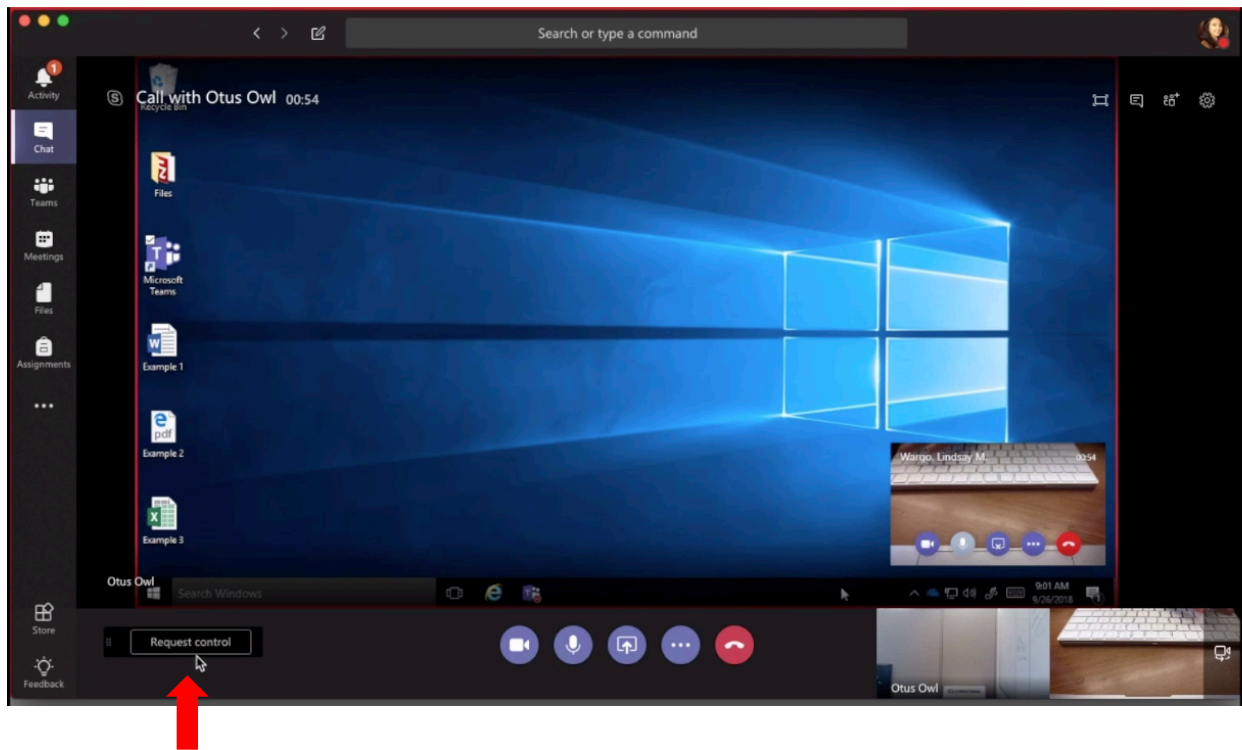 Search or type a command
1
Activity
Chat
Teams
Meetings
Files
Assignments
Store
Feedback
Call with Otus Owl 00:54
Recycle Bin
Files
Microsoft
Teams
Example 1
pdf
Example 2
Example 3
Wargo, Lindsay M. 00:54
Otus Owl
Search Windows
9:01 AM
9/26/2018
Request control
Otus Owl